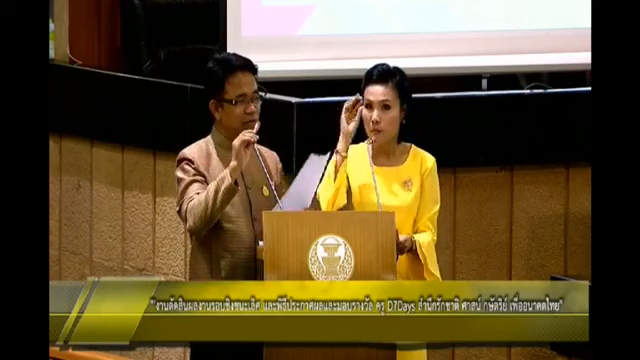 "งานตัดสินผลงานรอบชิงชนะเลิศ และพิธีประกาศผลและมอบรางวัล ครู D7Days สำนึกรักชาติ ศาสน์ กษัตริย์ เพื่ออนาคตไทย"